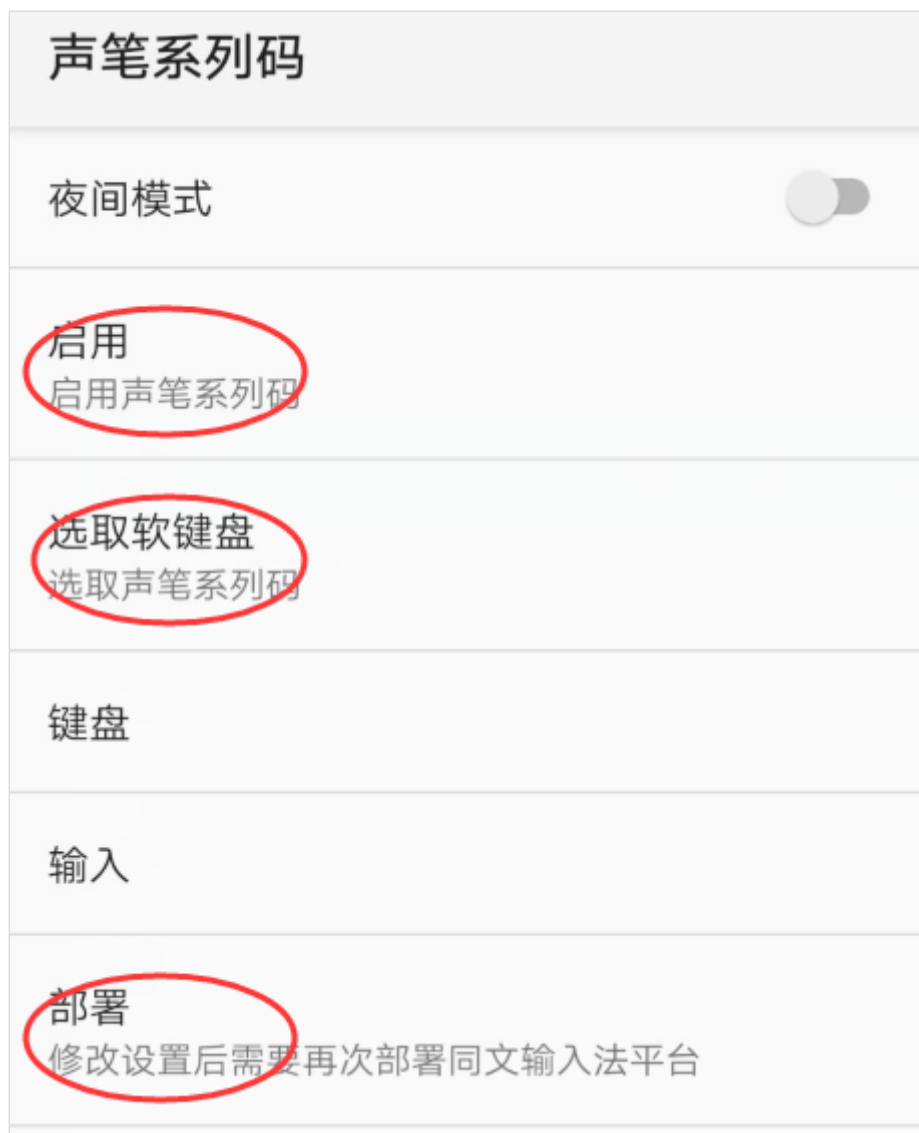 声笔系列码
夜间模式
启用
启用声笔系列码
选取软键盘
选取声笔系列码
键盘
输入
部署
修改设置后需要再次部署同文输入法平台